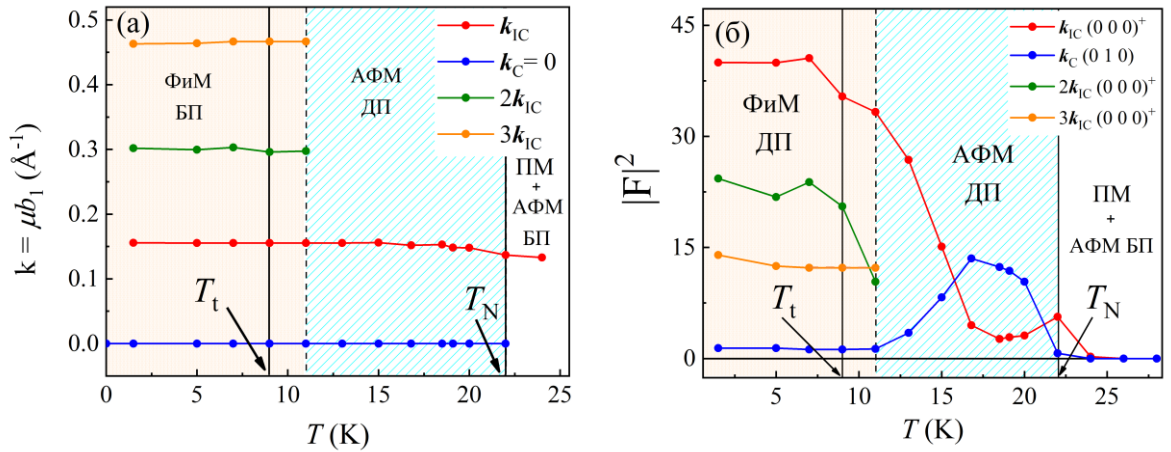 (а)
k = μb₁ (Å⁻¹)
0.5
0.4
0.3
0.2
0.1
0.0
ФиМ
БП
АФМ
ДП
k_IC
k_C= 0
2k_IC
3k_IC
ПМ
+
АФМ
БП
T_t
T_N
0 5 10 15 20 25
T (K)
(б)
|F|²
45
30
15
0
ФиМ
ДП
АФМ
ДП
k_IC (0 0 0)⁺
k_C (0 1 0)
2k_IC (0 0 0)⁺
3k_IC (0 0 0)⁺
ПМ
+
АФМ БП
T_t
T_N
5 10 15 20 25
T (K)